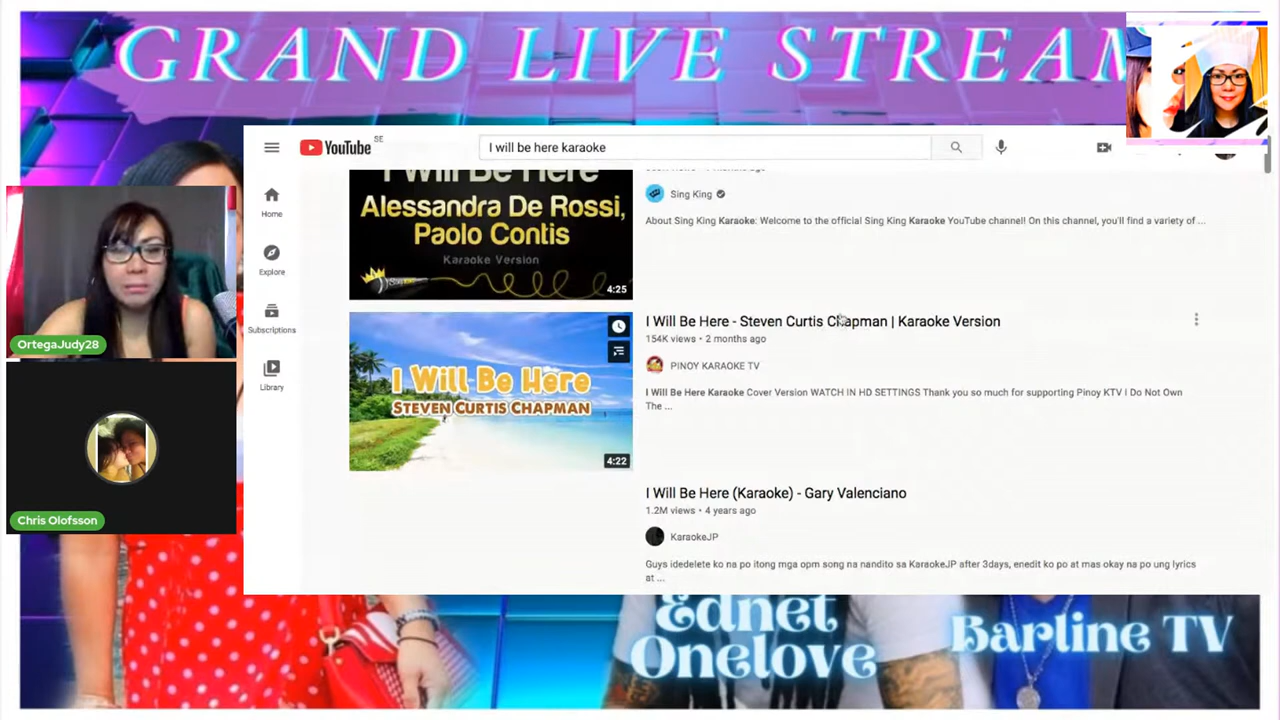 GRAND LIVE STREAM
YouTube SE
I will be here karaoke
Home
Explore
Subscriptions
Library
I Will Be Here
Alessandra De Rossi,
Paolo Contis
Karaoke Version
4:25
Sing King
About Sing King Karaoke: Welcome to the official Sing King Karaoke YouTube channel! On this channel, you'll find a variety of ...
I Will Be Here
STEVEN CURTIS CHAPMAN
4:22
I Will Be Here - Steven Curtis Chapman | Karaoke Version
154K views • 2 months ago
PINOY KARAOKE TV
I Will Be Here Karaoke Cover Version WATCH IN HD SETTINGS Thank you so much for supporting Pinoy KTV I Do Not Own
The ...
I Will Be Here (Karaoke) - Gary Valenciano
1.2M views • 4 years ago
KaraokeJP
Guys idedelete ko na po itong mga opm song na nandito sa KaraokeJP after 3days, enedit ko po at mas okay na po ung lyrics
at ...
OrtegaJudy28
Chris Olofsson
Ednet
Onelove
Barline TV